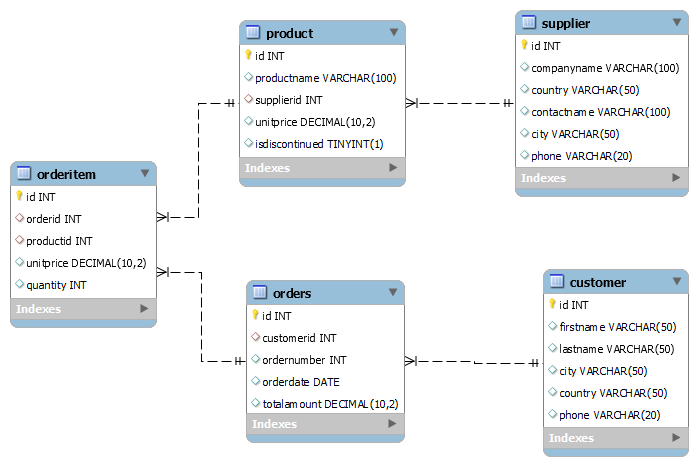 product
id INT
productname VARCHAR(100)
supplierid INT
unitprice DECIMAL(10,2)
isdiscontinued TINYINT(1)
Indexes
supplier
id INT
companyname VARCHAR(100)
country VARCHAR(50)
contactname VARCHAR(100)
city VARCHAR(50)
phone VARCHAR(20)
Indexes
orderitem
id INT
orderid INT
productid INT
unitprice DECIMAL(10,2)
quantity INT
Indexes
orders
id INT
customerid INT
ordernumber INT
orderdate DATE
totalamount DECIMAL(10,2)
Indexes
customer
id INT
firstname VARCHAR(50)
lastname VARCHAR(50)
city VARCHAR(50)
country VARCHAR(50)
phone VARCHAR(20)
Indexes